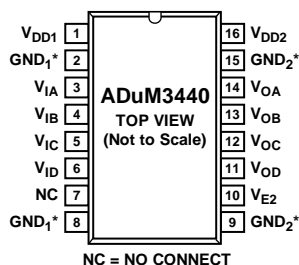 VDD1 1 16 VDD2
GND1* 2 15 GND2*
VIA 3 14 VOA
VIB 4 13 VOB
VIC 5 12 VOC
VID 6 11 VOD
NC 7 10 VE2
GND1* 8 9 GND2*
ADuM3440
TOP VIEW
(Not to Scale)
NC = NO CONNECT